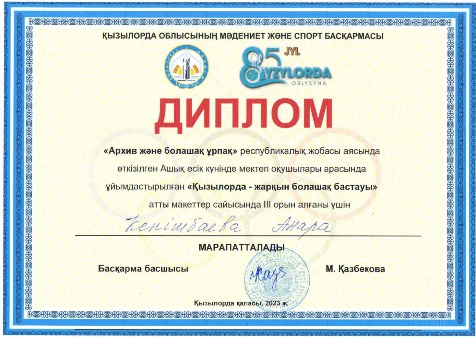 ҚЫЗЫЛОРДА ОБЛЫСЫНЫҢ МӘДЕНИЕТ ЖӘНЕ СПОРТ БАСҚАРМАСЫ
85 JYL
QYZYLORDA
OBLYSYNA
ДИПЛОМ
«Архив және болашақ ұрпақ» республикалық жобасы аясында
өткізілген Ашық есік күнінде мектеп оқушылары арасында
ұйымдастырылған «Қызылорда - жарқын болашақ бастауы»
атты макеттер сайысында III орын алғаны үшін
Кенішбаева Анара
МАРАПАТТАЛАДЫ
Басқарма басшысы М. Қазбекова
Қызылорда қаласы, 2023 ж.